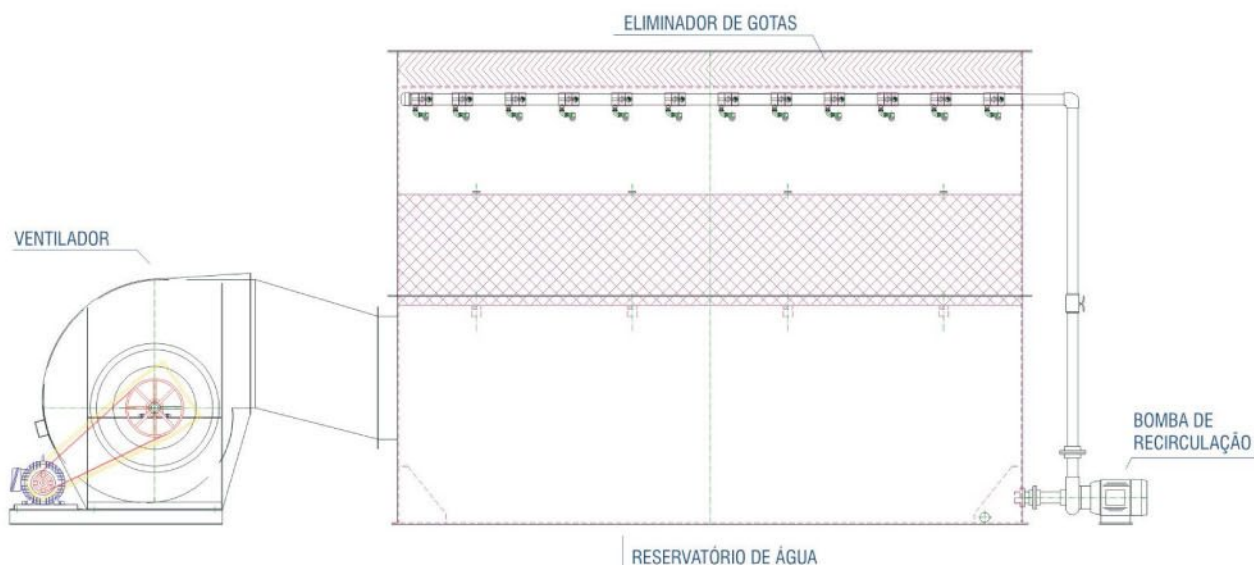 ELIMINADOR DE GOTAS
VENTILADOR
BOMBA DE
RECIRCULAÇÃO
RESERVATÓRIO DE ÁGUA